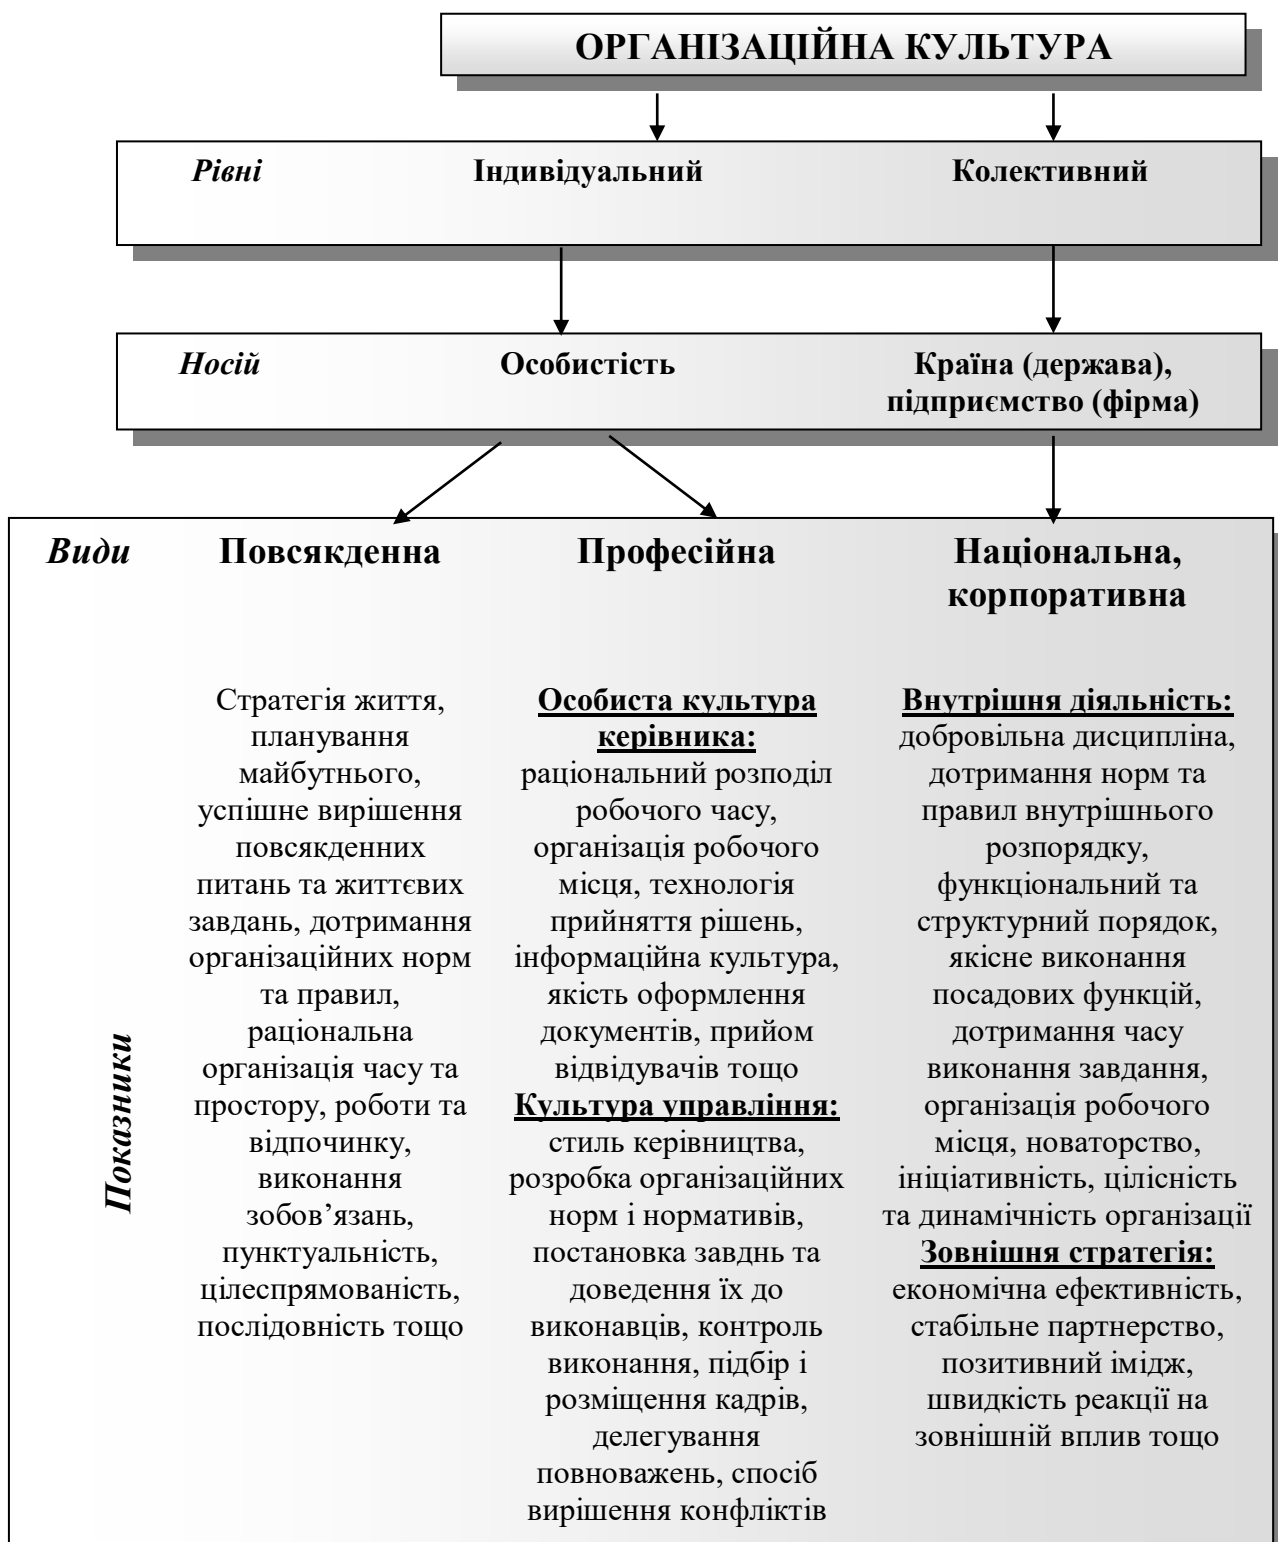 ОРГАНІЗАЦІЙНА КУЛЬТУРА
Рівні Індивідуальний Колективний
Носій Особистість Країна (держава),
підприємство (фірма)
Види Повсякденна Професійна Національна,
корпоративна
Показники
Стратегія життя,
планування
майбутнього,
успішне вирішення
повсякденних
питань та життєвих
завдань, дотримання
організаційних норм
та правил,
раціональна
організація часу та
простору, роботи та
відпочинку,
виконання
зобов’язань,
пунктуальність,
цілеспрямованість,
послідовність тощо
Особиста культура
керівника:
раціональний розподіл
робочого часу,
організація робочого
місця, технологія
прийняття рішень,
інформаційна культура,
якість оформлення
документів, прийом
відвідувачів тощо
Культура управління:
стиль керівництва,
розробка організаційних
норм і нормативів,
постановка завднь та
доведення їх до
виконавців, контроль
виконання, підбір і
розміщення кадрів,
делегування
повноважень, спосіб
вирішення конфліктів
Внутрішня діяльність:
добровільна дисципліна,
дотримання норм та
правил внутрішнього
розпорядку,
функціональний та
структурний порядок,
якісне виконання
посадових функцій,
дотримання часу
виконання завдання,
організація робочого
місця, новаторство,
ініціативність, цілісність
та динамічність організації
Зовнішня стратегія:
економічна ефективність,
стабільне партнерство,
позитивний імідж,
швидкість реакції на
зовнішній вплив тощо